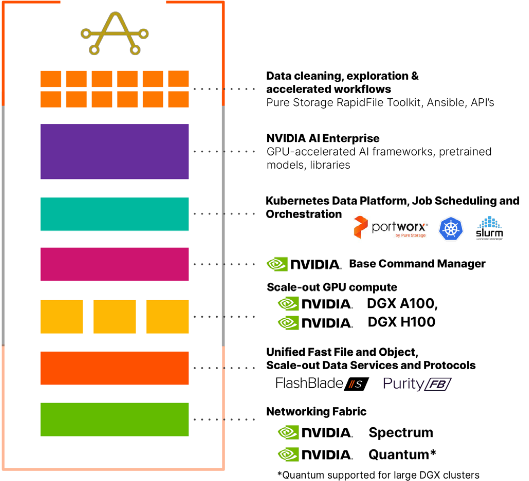 Data cleaning, exploration &
accelerated workflows
Pure Storage RapidFile Toolkit, Ansible, API's
NVIDIA AI Enterprise
GPU-accelerated AI frameworks, pretrained
models, libraries
Kubernetes Data Platform, Job Scheduling and
Orchestration
portworx
by Pure Storage
slurm
NVIDIA. Base Command Manager
Scale-out GPU compute
NVIDIA. DGX A100,
NVIDIA. DGX H100
Unified Fast File and Object,
Scale-out Data Services and Protocols
FlashBlade //S Purity FB
Networking Fabric
NVIDIA. Spectrum
NVIDIA. Quantum*
*Quantum supported for large DGX clusters